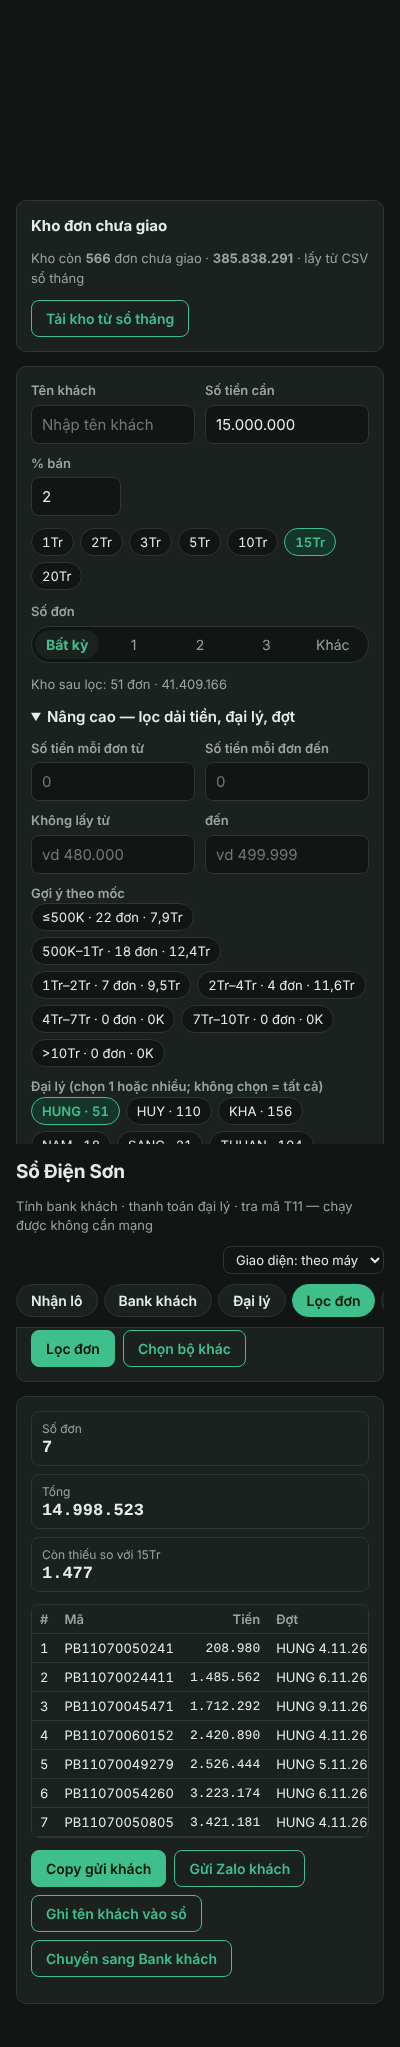 Kho đơn chưa giao
Kho còn 566 đơn chưa giao · 385.838.291 · lấy từ CSV
sổ tháng
Tải kho từ sổ tháng
Tên khách Số tiền cần
Nhập tên khách 15.000.000
% bán
2
1Tr 2Tr 3Tr 5Tr 10Tr 15Tr
20Tr
Số đơn
Bất kỳ 1 2 3 Khác
Kho sau lọc: 51 đơn · 41.409.166
▼ Nâng cao — lọc dải tiền, đại lý, đợt
Số tiền mỗi đơn từ Số tiền mỗi đơn đến
0 0
Không lấy từ đến
vd 480.000 vd 499.999
Gợi ý theo mốc
≤500K · 22 đơn · 7,9Tr
500K–1Tr · 18 đơn · 12,4Tr
1Tr–2Tr · 7 đơn · 9,5Tr 2Tr–4Tr · 4 đơn · 11,6Tr
4Tr–7Tr · 0 đơn · 0K 7Tr–10Tr · 0 đơn · 0K
>10Tr · 0 đơn · 0K
Đại lý (chọn 1 hoặc nhiều; không chọn = tất cả)
HUNG · 51 HUY · 110 KHA · 156
Sổ Điện Sơn
Tính bank khách · thanh toán đại lý · tra mã T11 — chạy
được không cần mạng
Giao diện: theo máy
Nhận lô Bank khách Đại lý Lọc đơn
Lọc đơn Chọn bộ khác
Số đơn
7
Tổng
14.998.523
Còn thiếu so với 15Tr
1.477
# Mã Tiền Đợt
1 PB11070050241 208.980 HUNG 4.11.26
2 PB11070024411 1.485.562 HUNG 6.11.26
3 PB11070045471 1.712.292 HUNG 9.11.26
4 PB11070060152 2.420.890 HUNG 4.11.26
5 PB11070049279 2.526.444 HUNG 5.11.26
6 PB11070054260 3.223.174 HUNG 6.11.26
7 PB11070050805 3.421.181 HUNG 4.11.26
Copy gửi khách Gửi Zalo khách
Ghi tên khách vào sổ
Chuyển sang Bank khách